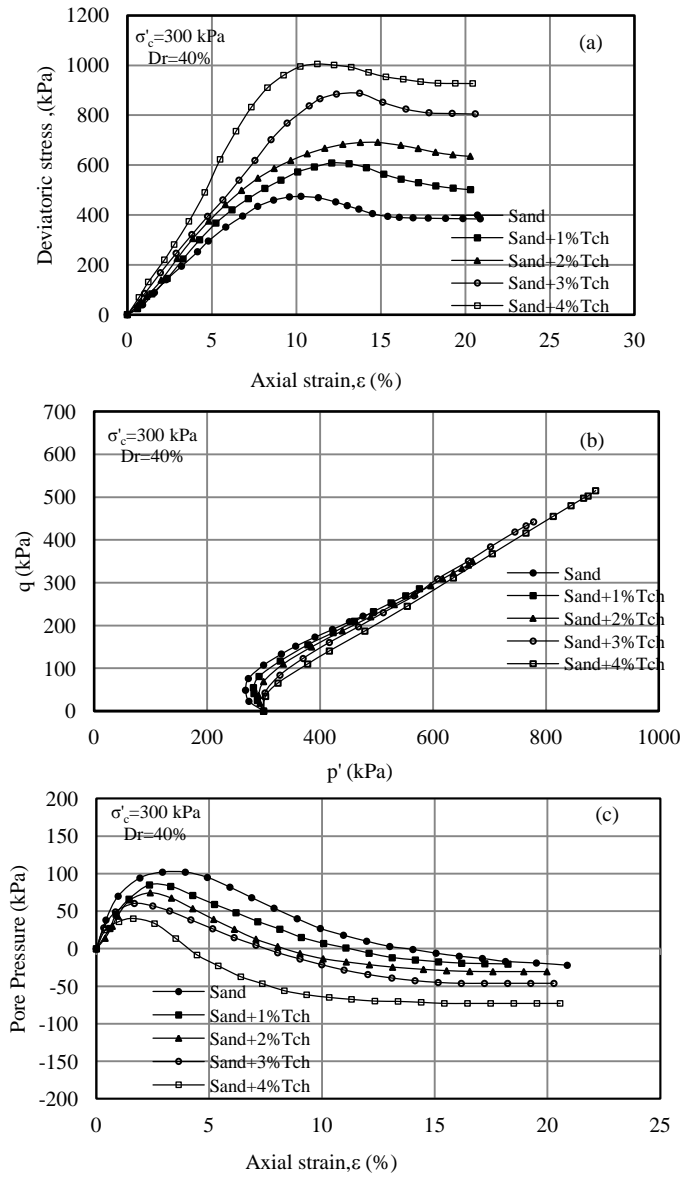 1200
σ'c=300 kPa
Dr=40%
(a)
1000
800
600
400
200
0
Deviatoric stress ,(kPa)
Sand
Sand+1%Tch
Sand+2%Tch
Sand+3%Tch
Sand+4%Tch
0 5 10 15 20 25 30
Axial strain,ε (%)
700
σ'c=300 kPa
Dr=40%
(b)
600
500
400
300
200
100
0
q (kPa)
Sand
Sand+1%Tch
Sand+2%Tch
Sand+3%Tch
Sand+4%Tch
0 200 400 600 800 1000
p' (kPa)
200
σ'c=300 kPa
Dr=40%
(c)
150
100
50
0
-50
-100
-150
-200
Pore Pressure (kPa)
Sand
Sand+1%Tch
Sand+2%Tch
Sand+3%Tch
Sand+4%Tch
0 5 10 15 20 25
Axial strain,ε (%)